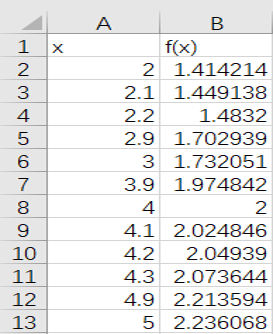 A B
1 x f(x)
2 2 1.414214
3 2.1 1.449138
4 2.2 1.4832
5 2.9 1.702939
6 3 1.732051
7 3.9 1.974842
8 4 2
9 4.1 2.024846
10 4.2 2.04939
11 4.3 2.073644
12 4.9 2.213594
13 5 2.236068